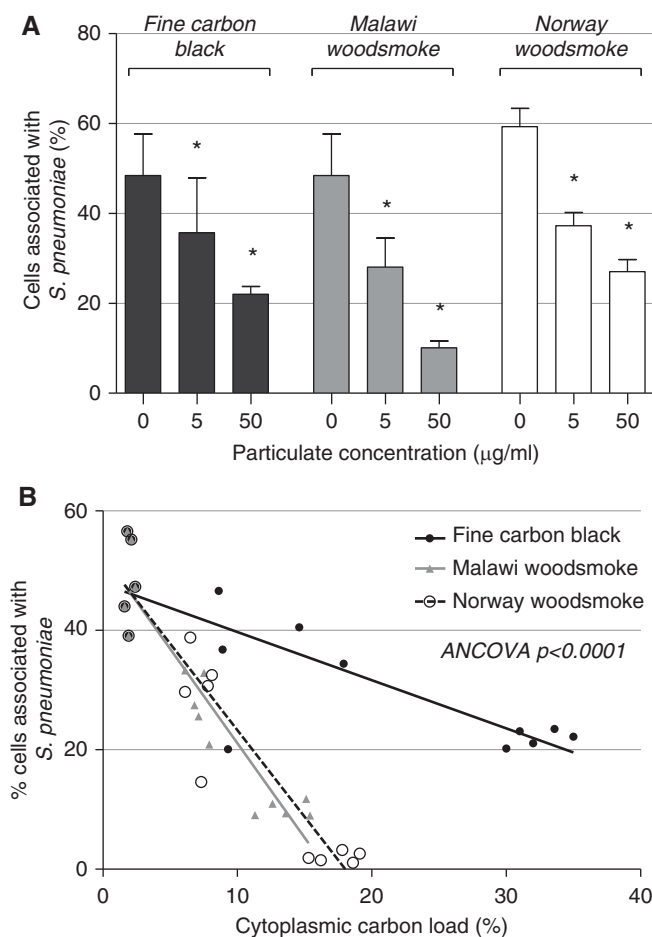 A
Fine carbon black
Malawi woodsmoke
Norway woodsmoke
80
60
40
20
0
Cells associated with
S. pneumoniae (%)
*
*
*
*
*
*
0 5 50 0 5 50 0 5 50
Particulate concentration (µg/ml)
B
60
40
20
0
% cells associated with
S. pneumoniae
Fine carbon black
Malawi woodsmoke
Norway woodsmoke
ANCOVA p<0.0001
0 10 20 30 40
Cytoplasmic carbon load (%)